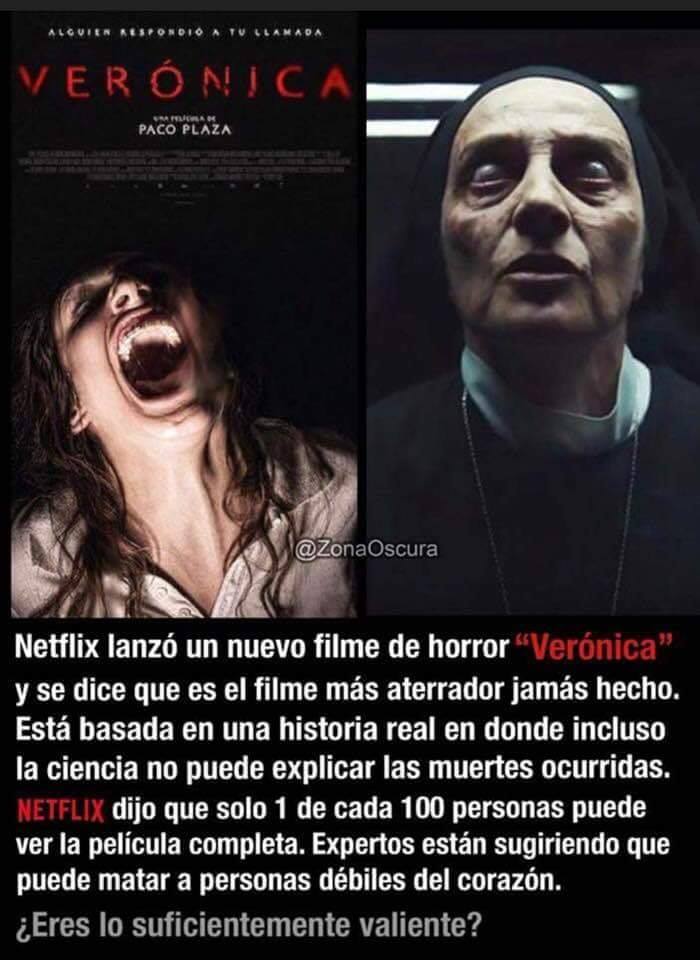 ALGUIEN RESPONDIÓ A TU LLAMADA
VERÓNICA
UNA PELÍCULA DE
PACO PLAZA
@ZonaOscura
Netflix lanzó un nuevo filme de horror “Verónica”
y se dice que es el filme más aterrador jamás hecho.
Está basada en una historia real en donde incluso
la ciencia no puede explicar las muertes ocurridas.
NETFLIX dijo que solo 1 de cada 100 personas puede
ver la película completa. Expertos están sugiriendo que
puede matar a personas débiles del corazón.
¿Eres lo suficientemente valiente?